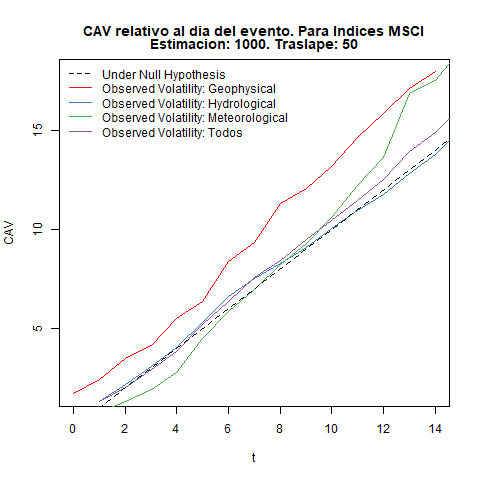 CAV relativo al dia del evento. Para Indices MSCI
Estimacion: 1000. Traslape: 50
Under Null Hypothesis
Observed Volatility: Geophysical
Observed Volatility: Hydrological
Observed Volatility: Meteorological
Observed Volatility: Todos
CAV
15
10
5
0 2 4 6 8 10 12 14
t